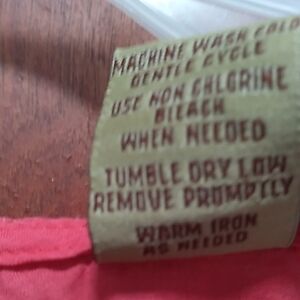 MACHINE WASH COLD
GENTLE CYCLE
USE NON CHLORINE
BLEACH
WHEN NEEDED
TUMBLE DRY LOW
REMOVE PROMPTLY
WARM IRON
AS NEEDED